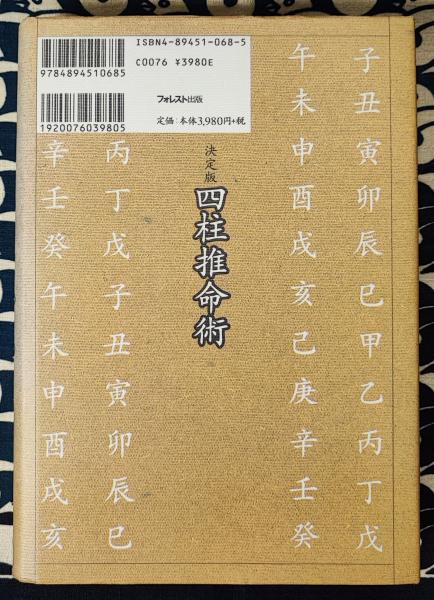 ISBN4-89451-068-5
C0076 ¥3980E
9784894510685
フォレスト出版
定価:本体3,980円+税
1920076039805
決定版
四柱推命術
子丑寅卯辰巳甲乙丙丁戊
午未申酉戌亥己庚辛壬癸
丙丁戊子丑寅卯辰巳
辛壬癸午未申酉戌亥